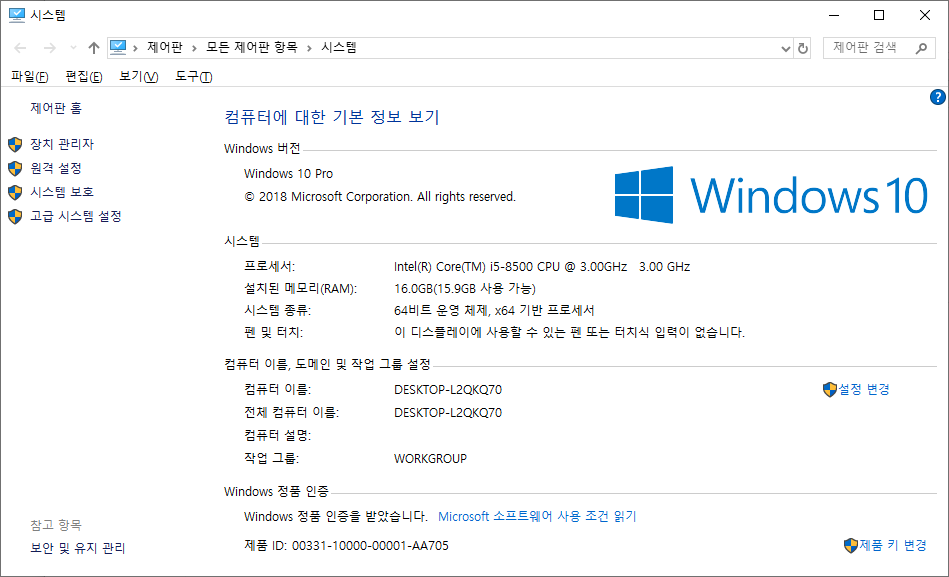 시스템
제어판 > 모든 제어판 항목 > 시스템
제어판 검색
파일(F) 편집(E) 보기(V) 도구(T)
제어판 홈
장치 관리자
원격 설정
시스템 보호
고급 시스템 설정
참고 항목
보안 및 유지 관리
?
컴퓨터에 대한 기본 정보 보기
Windows 버전
Windows 10 Pro
© 2018 Microsoft Corporation. All rights reserved.
Windows 10
시스템
프로세서: Intel(R) Core(TM) i5-8500 CPU @ 3.00GHz 3.00 GHz
설치된 메모리(RAM): 16.0GB(15.9GB 사용 가능)
시스템 종류: 64비트 운영 체제, x64 기반 프로세서
펜 및 터치: 이 디스플레이에 사용할 수 있는 펜 또는 터치식 입력이 없습니다.
컴퓨터 이름, 도메인 및 작업 그룹 설정
컴퓨터 이름: DESKTOP-L2QKQ70 설정 변경
전체 컴퓨터 이름: DESKTOP-L2QKQ70
컴퓨터 설명:
작업 그룹: WORKGROUP
Windows 정품 인증
Windows 정품 인증을 받았습니다. Microsoft 소프트웨어 사용 조건 읽기
제품 ID: 00331-10000-00001-AA705 제품 키 변경